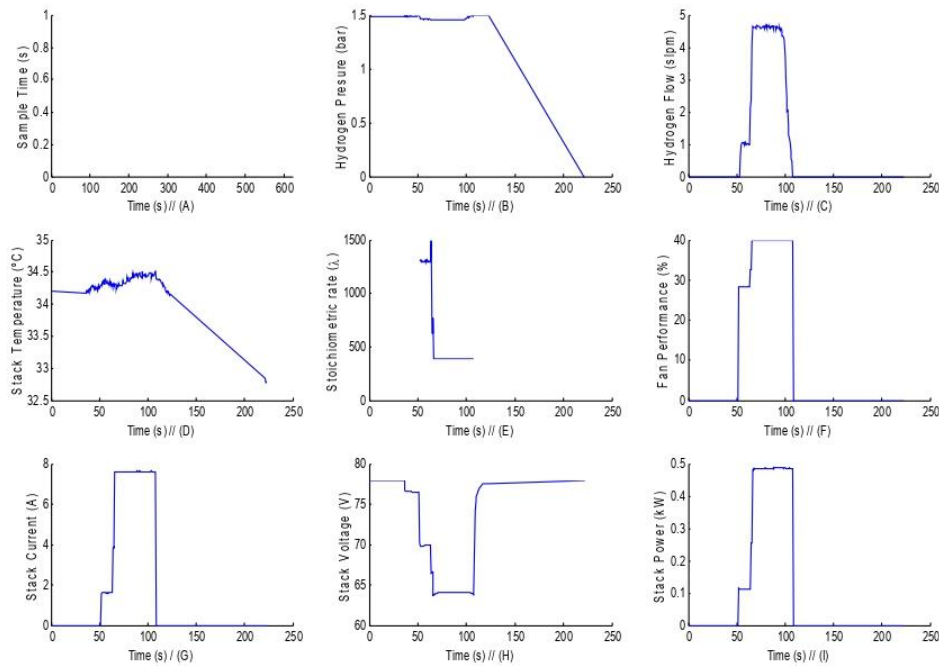 Sample Time (s)
1
0.8
0.6
0.4
0.2
0
0 100 200 300 400 500 600
Time (s) // (A)
Hydrogen Presure (bar)
1.5
1
0.5
0
0 50 100 150 200 250
Time (s) // (B)
Hydrogen Flow (slpm)
5
4
3
2
1
0
0 50 100 150 200 250
Time (s) // (C)
Stack Temperature (ºC)
35
34.5
34
33.5
33
32.5
0 50 100 150 200 250
Time (s) // (D)
Stoichiometric rate (λ)
1500
1000
500
0
0 50 100 150 200 250
Time (s) // (E)
Fan Performance (%)
40
30
20
10
0
0 50 100 150 200 250
Time (s) // (F)
Stack Current (A)
8
6
4
2
0
0 50 100 150 200 250
Time (s) / (G)
Stack Voltage (V)
80
75
70
65
60
0 50 100 150 200 250
Time (s) // (H)
Stack Power (kW)
0.5
0.4
0.3
0.2
0.1
0
0 50 100 150 200 250
Time (s) // (I)